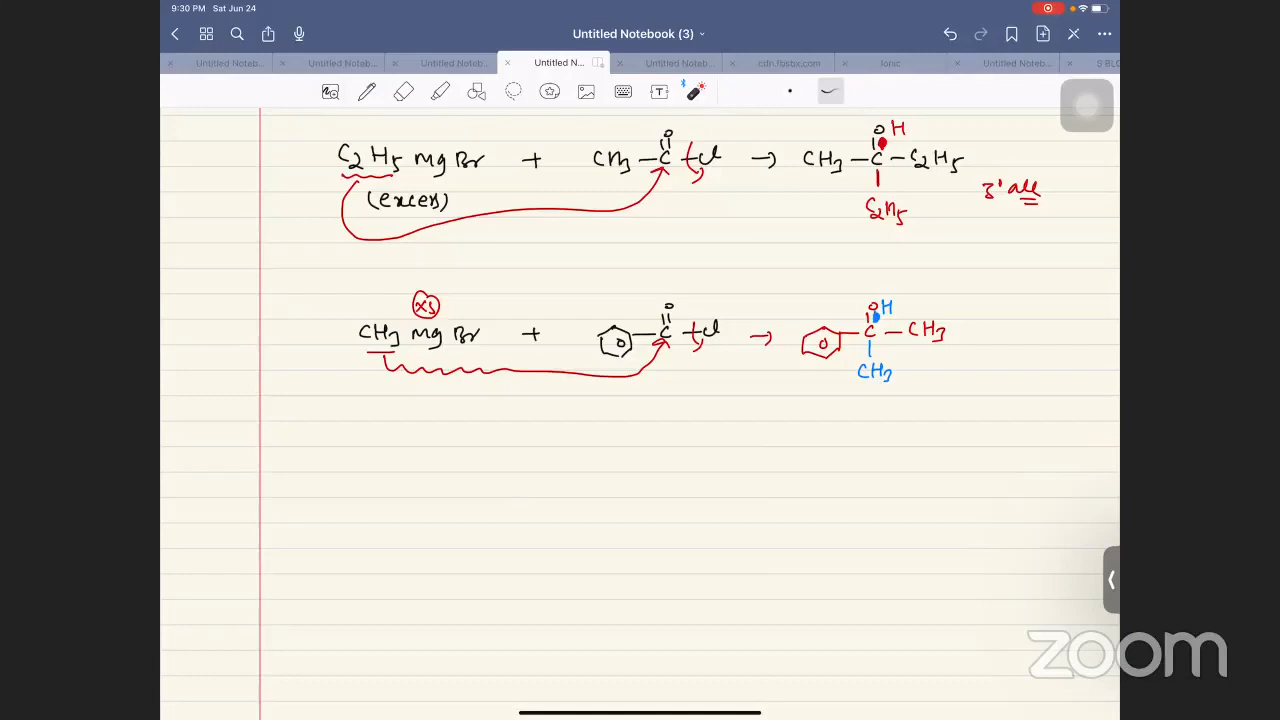 9:30 PM Sat Jun 24
Untitled Notebook (3)
Untitled Noteb...
Untitled Noteb...
Untitled Noteb...
Untitled N...
Untitled Noteb...
cdn.fbsbx.com
Ionic
Untitled Noteb...
S BLO
C2H5 MgBr + CH3 – C – Cl → CH3 – C – C2H5
O
OH
(excess)
C2H5
3° alc
xs
CH3 MgBr + – C – Cl → – C – CH3
O
OH
CH3
zoom